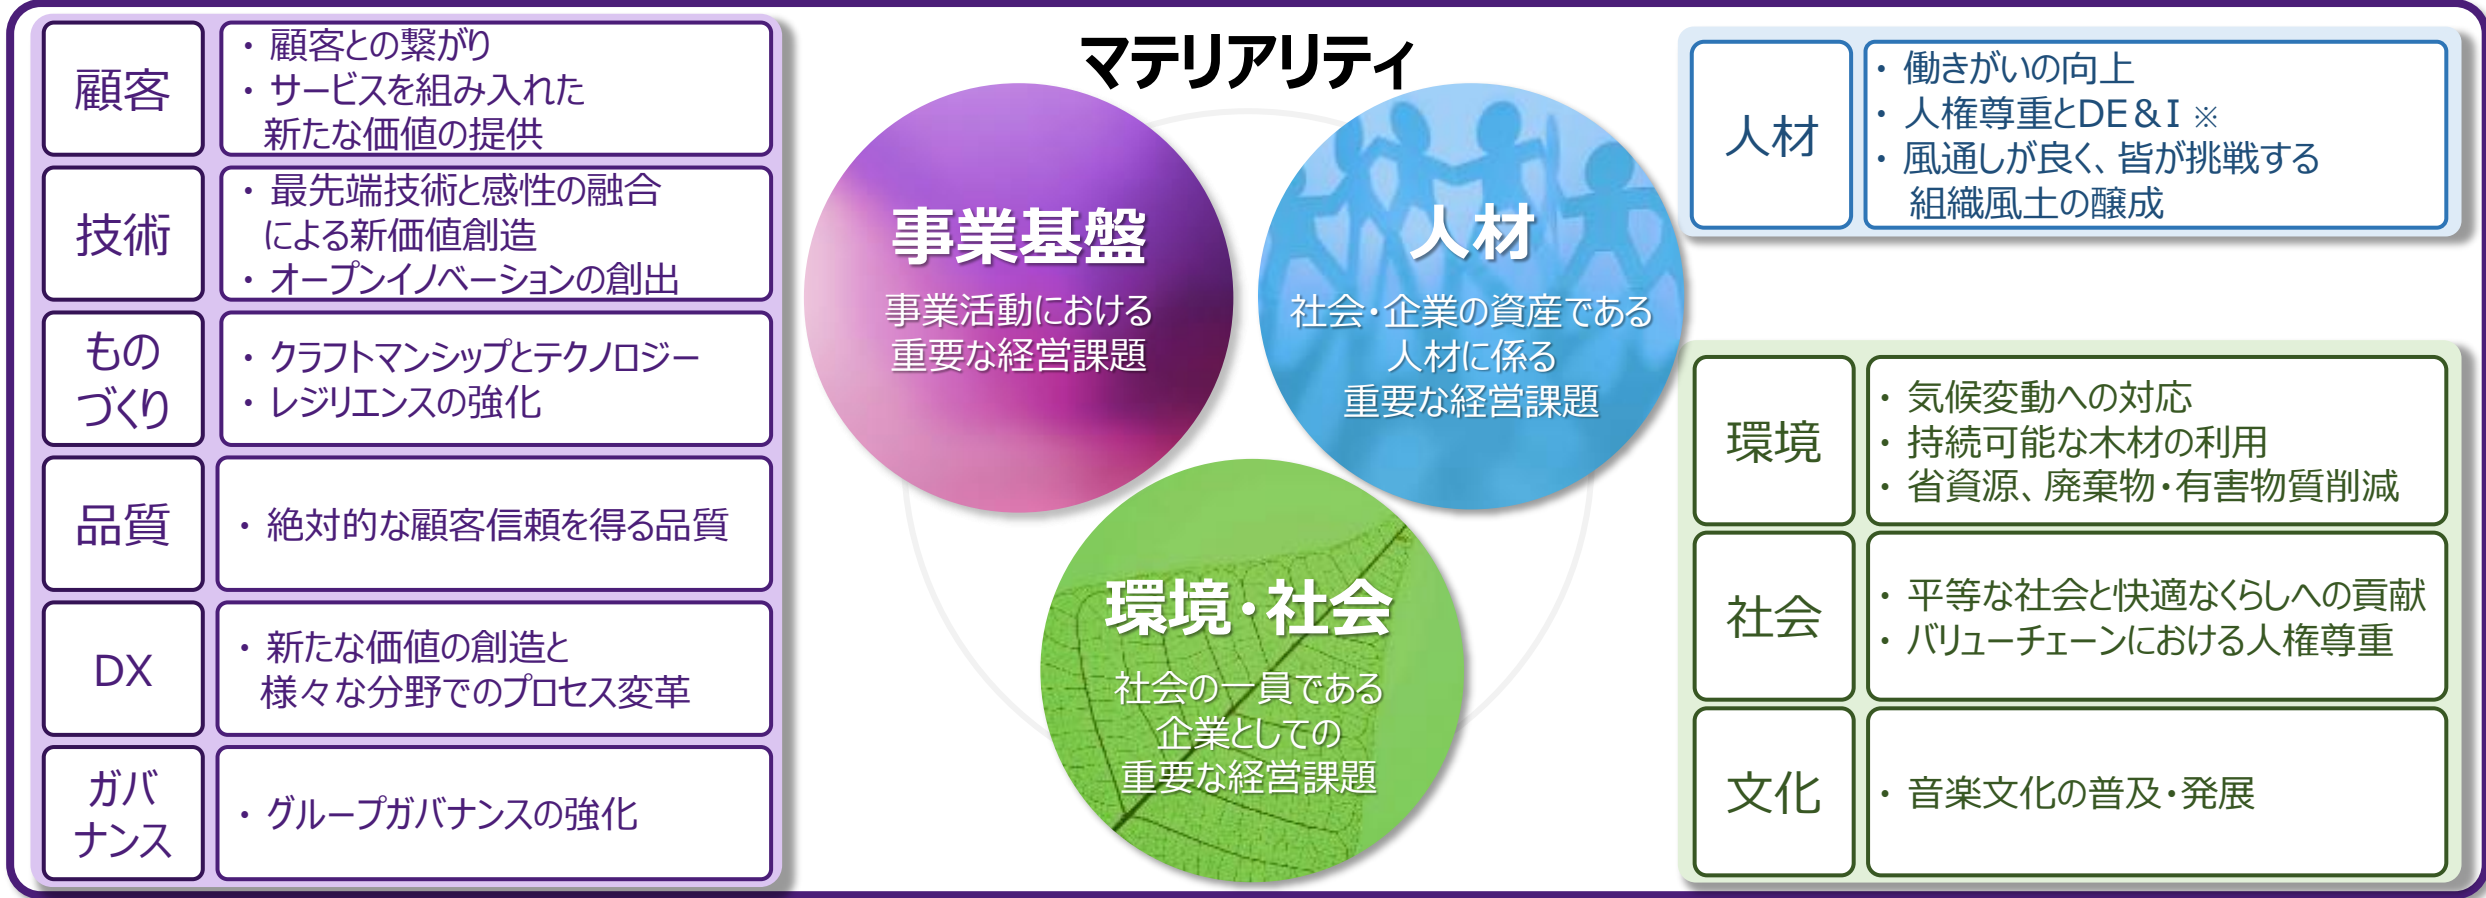 マテリアリティ
顧客
・ 顧客との繋がり
・ サービスを組み入れた
新たな価値の提供
技術
・ 最先端技術と感性の融合
による新価値創造
・ オープンイノベーションの創出
もの
づくり
・ クラフトマンシップとテクノロジー
・ レジリエンスの強化
品質
・ 絶対的な顧客信頼を得る品質
DX
・ 新たな価値の創造と
様々な分野でのプロセス変革
ガバ
ナンス
・ グループガバナンスの強化
事業基盤
事業活動における
重要な経営課題
人材
社会・企業の資産である
人材に係る
重要な経営課題
環境・社会
社会の一員である
企業としての
重要な経営課題
人材
・ 働きがいの向上
・ 人権尊重とDE&I ※
・ 風通しが良く、皆が挑戦する
組織風土の醸成
環境
・ 気候変動への対応
・ 持続可能な木材の利用
・ 省資源、廃棄物・有害物質削減
社会
・ 平等な社会と快適なくらしへの貢献
・ バリューチェーンにおける人権尊重
文化
・ 音楽文化の普及・発展